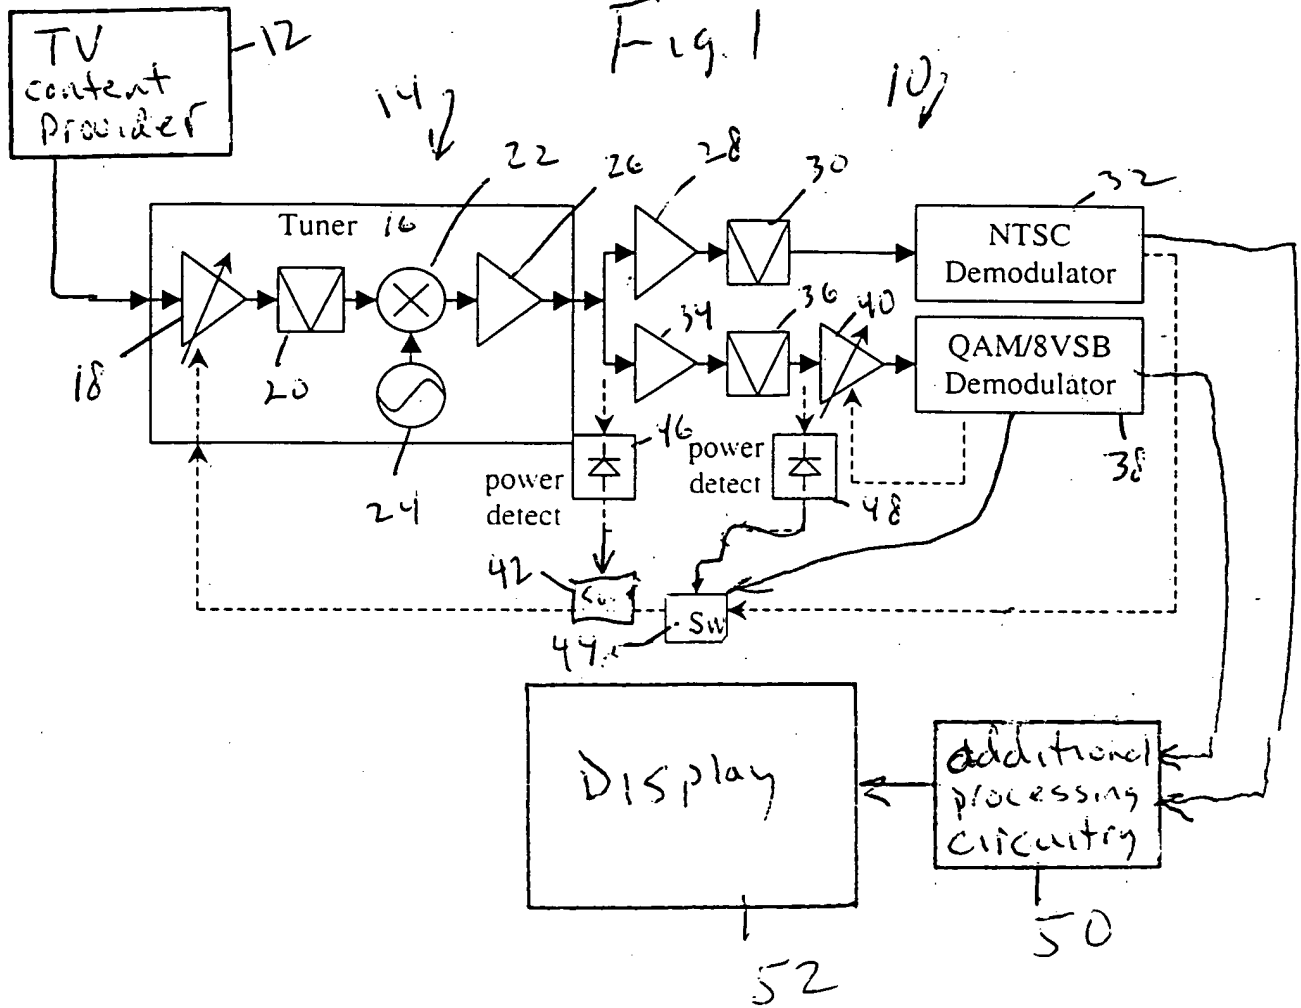 Fig. 1
TV
content
provider
12
14
10
22
26
28
30
32
Tuner 16
NTSC
Demodulator
18
20
24
34
36
40
QAM/8VSB
Demodulator
38
46
power
detect
power
detect
48
42
44
Sw
Display
additional
processing
circuitry
50
52